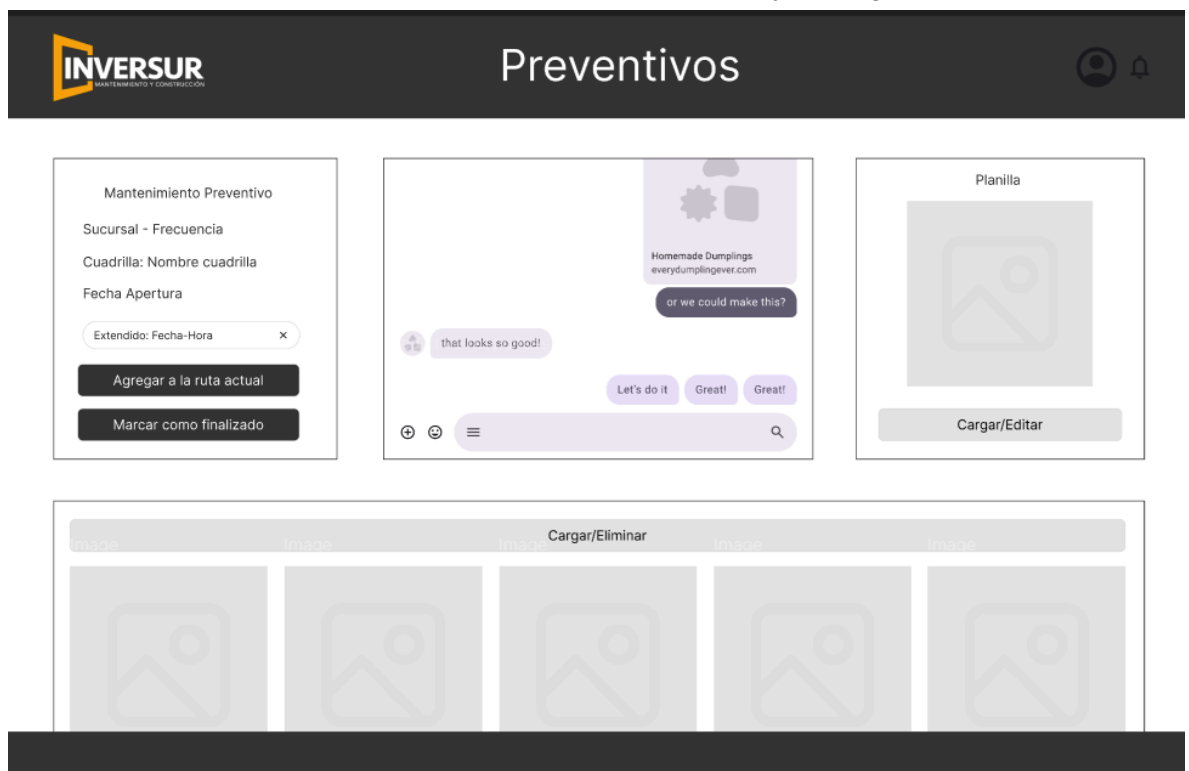 INVERSUR
MANTENIMIENTO Y CONSTRUCCIÓN
Preventivos
Mantenimiento Preventivo
Sucursal - Frecuencia
Cuadrilla: Nombre cuadrilla
Fecha Apertura
Extendido: Fecha-Hora
Agregar a la ruta actual
Marcar como finalizado
Homemade Dumplings
everydumplingever.com
or we could make this?
that looks so good!
Let's do it
Great!
Great!
Planilla
Cargar/Editar
Cargar/Eliminar
Image
Image
Image
Image
Image